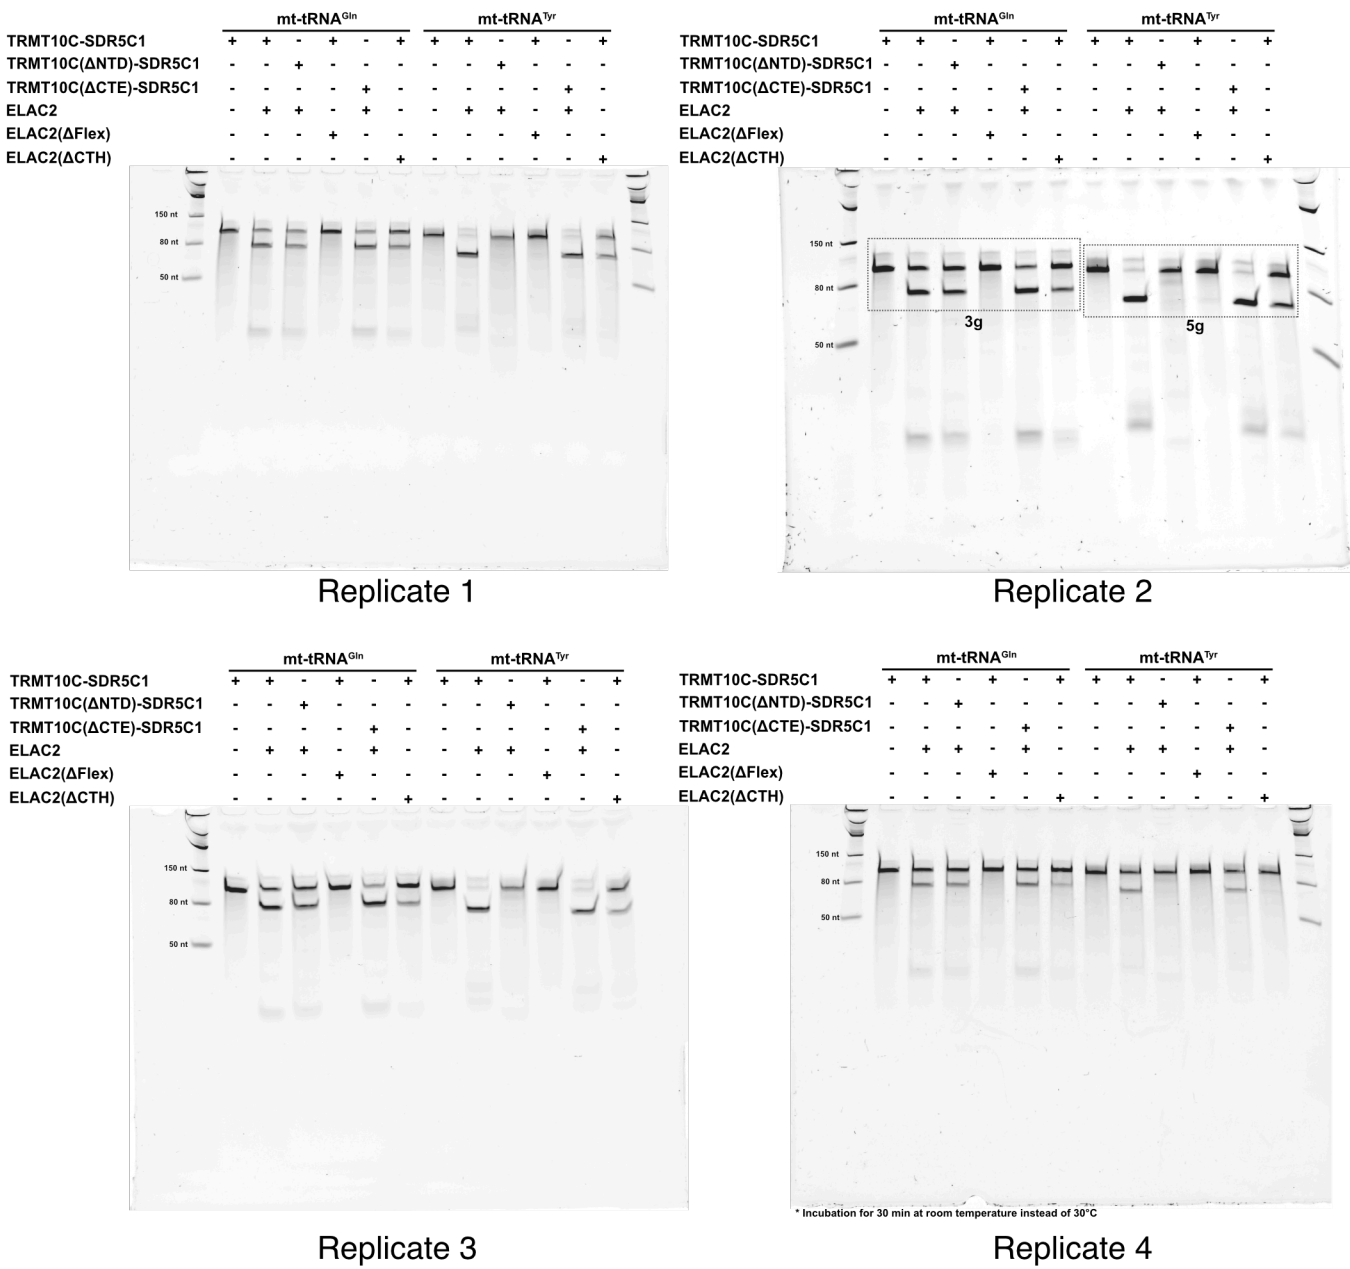 mt-tRNAGln mt-tRNATyr
TRMT10C-SDR5C1 + + - + - + + + - + - +
TRMT10C(ΔNTD)-SDR5C1 - - + - - - - - + - - -
TRMT10C(ΔCTE)-SDR5C1 - - - - + - - - - - + -
ELAC2 - + + - + - - + + - + -
ELAC2(ΔFlex) - - - + - - - - - + - -
ELAC2(ΔCTH) - - - - - + - - - - - +
150 nt
80 nt
50 nt
Replicate 1
mt-tRNAGln mt-tRNATyr
TRMT10C-SDR5C1 + + - + - + + + - + - +
TRMT10C(ΔNTD)-SDR5C1 - - + - - - - - + - - -
TRMT10C(ΔCTE)-SDR5C1 - - - - + - - - - - + -
ELAC2 - + + - + - - + + - + -
ELAC2(ΔFlex) - - - + - - - - - + - -
ELAC2(ΔCTH) - - - - - + - - - - - +
150 nt
80 nt
3g 5g
50 nt
Replicate 2
mt-tRNAGln mt-tRNATyr
TRMT10C-SDR5C1 + + - + - + + + - + - +
TRMT10C(ΔNTD)-SDR5C1 - - + - - - - - + - - -
TRMT10C(ΔCTE)-SDR5C1 - - - - + - - - - - + -
ELAC2 - + + - + - - + + - + -
ELAC2(ΔFlex) - - - + - - - - - + - -
ELAC2(ΔCTH) - - - - - + - - - - - +
150 nt
80 nt
50 nt
Replicate 3
mt-tRNAGln mt-tRNATyr
TRMT10C-SDR5C1 + + - + - + + + - + - +
TRMT10C(ΔNTD)-SDR5C1 - - + - - - - - + - - -
TRMT10C(ΔCTE)-SDR5C1 - - - - + - - - - - + -
ELAC2 - + + - + - - + + - + -
ELAC2(ΔFlex) - - - + - - - - - + - -
ELAC2(ΔCTH) - - - - - + - - - - - +
150 nt
80 nt
50 nt
* Incubation for 30 min at room temperature instead of 30°C
Replicate 4